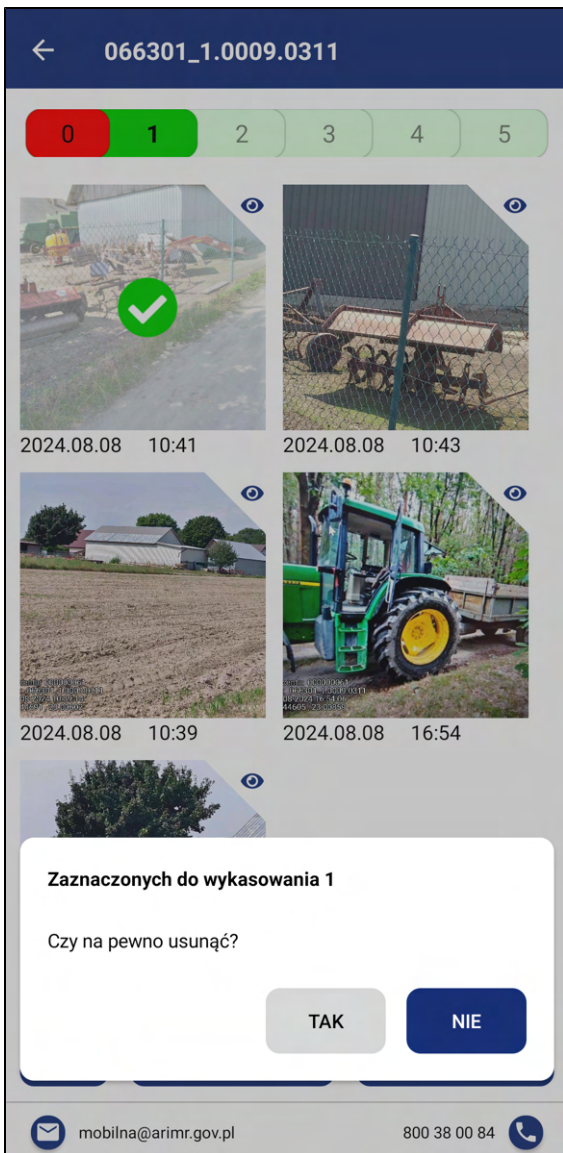 066301_1.0009.0311
0 1 2 3 4 5
2024.08.08 10:41
2024.08.08 10:43
2024.08.08 10:39
2024.08.08 16:54
Zaznaczonych do wykasowania 1
Czy na pewno usunąć?
TAK NIE
mobilna@arimr.gov.pl 800 38 00 84